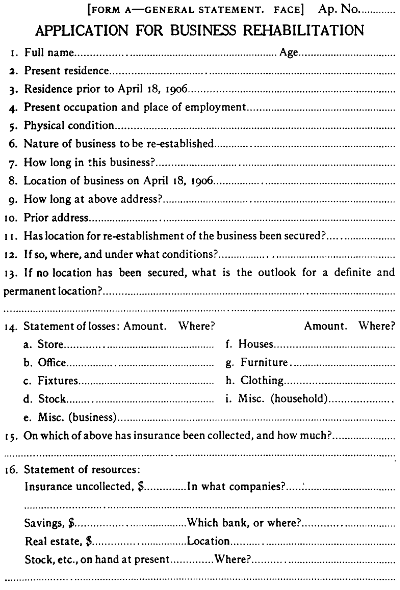 [FORM A—GENERAL STATEMENT. FACE] Ap. No............
APPLICATION FOR BUSINESS REHABILITATION
1. Full name.................... Age....................
2. Present residence....................
3. Residence prior to April 18, 1906....................
4. Present occupation and place of employment....................
5. Physical condition....................
6. Nature of business to be re-established....................
7. How long in this business?....................
8. Location of business on April 18, 1906....................
9. How long at above address?....................
10. Prior address....................
11. Has location for re-establishment of the business been secured?....................
12. If so, where, and under what conditions?....................
13. If no location has been secured, what is the outlook for a definite and
permanent location?....................
14. Statement of losses: Amount. Where? Amount. Where?
a. Store.................... f. Houses....................
b. Office.................... g. Furniture....................
c. Fixtures.................... h. Clothing....................
d. Stock.................... i. Misc. (household)....................
e. Misc. (business)....................
15. On which of above has insurance been collected, and how much?....................
16. Statement of resources:
Insurance uncollected, $............In what companies?....................
Savings, $....................Which bank, or where?....................
Real estate, $....................Location....................
Stock, etc., on hand at present............Where?....................